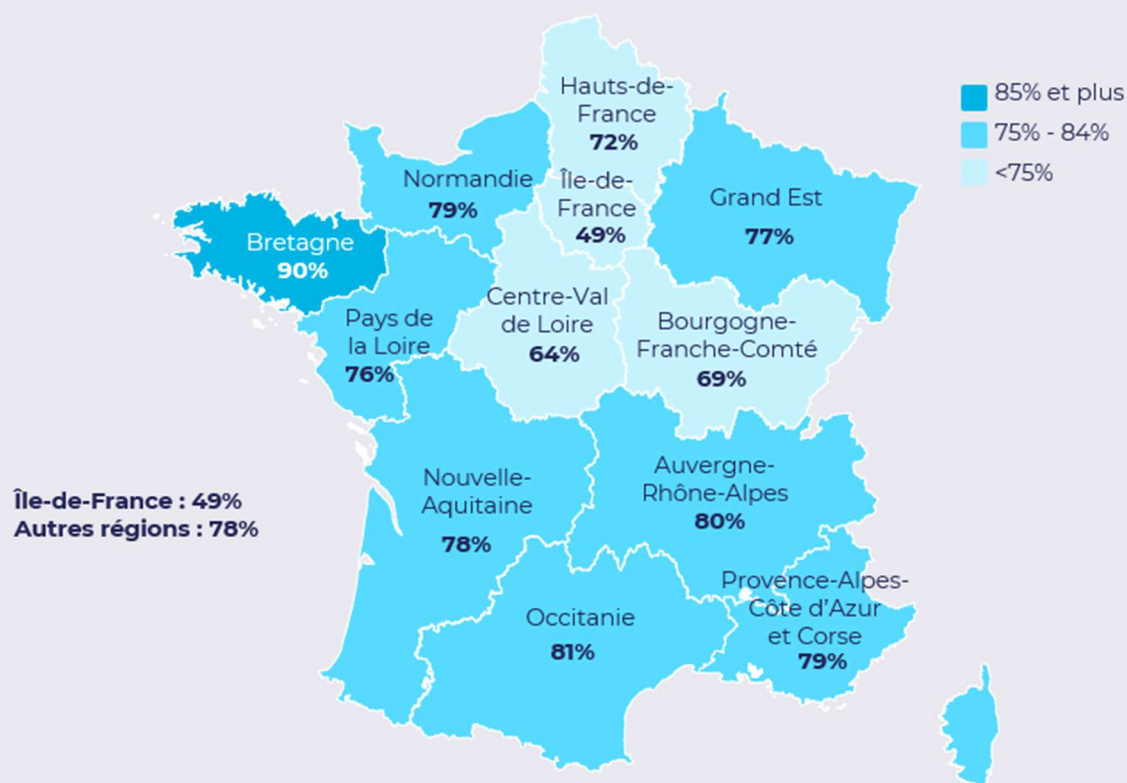 Hauts-de-
France
72%
85% et plus
75% - 84%
<75%
Normandie
79%
Île-de-
France
49%
Grand Est
77%
Bretagne
90%
Pays de
la Loire
76%
Centre-Val
de Loire
64%
Bourgogne-
Franche-Comté
69%
Île-de-France : 49%
Autres régions : 78%
Nouvelle-
Aquitaine
78%
Auvergne-
Rhône-Alpes
80%
Occitanie
81%
Provence-Alpes-
Côte d'Azur
et Corse
79%